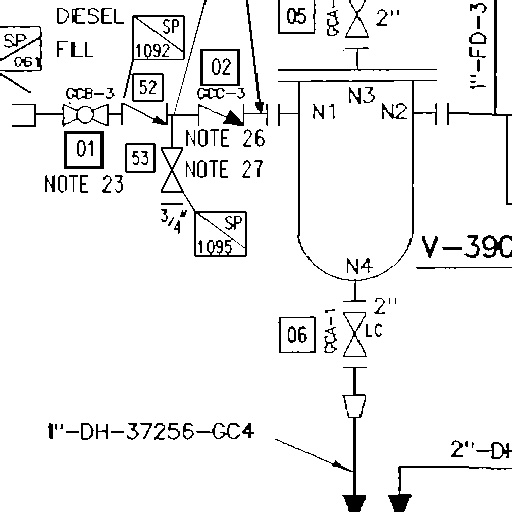 05
GCA-
2"
DIESEL
FILL
SP
1092
SP
061
1"-FD-3
GCB-3
52
02
GCC-3
N3
N1
N2
01
53
NOTE 26
NOTE 27
NOTE 23
3/4"
SP
1095
V-390
N4
2"
06
GCA-1
LC
1"-DH-37256-GC4
2"-DH